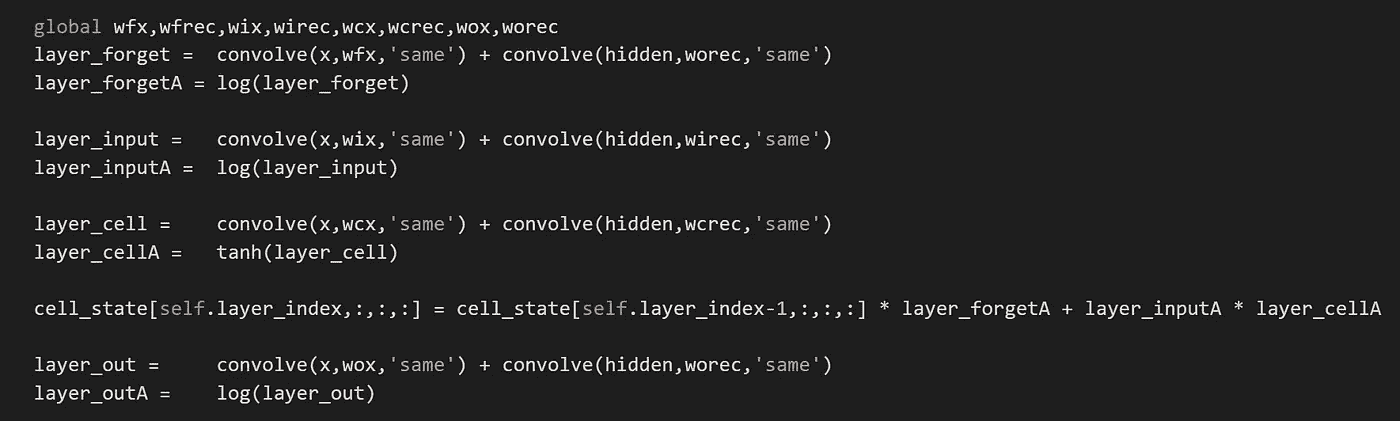 global wfx,wfrec,wix,wirec,wcx,wcrec,wox,worec
layer_forget =  convolve(x,wfx,'same') + convolve(hidden,worec,'same')
layer_forgetA = log(layer_forget)
layer_input =   convolve(x,wix,'same') + convolve(hidden,wirec,'same')
layer_inputA =  log(layer_input)
layer_cell =    convolve(x,wcx,'same') + convolve(hidden,wcrec,'same')
layer_cellA =   tanh(layer_cell)
cell_state[self.layer_index,:,:,:] = cell_state[self.layer_index-1,:,:,:] * layer_forgetA + layer_inputA * layer_cellA
layer_out =     convolve(x,wox,'same') + convolve(hidden,worec,'same')
layer_outA =    log(layer_out)